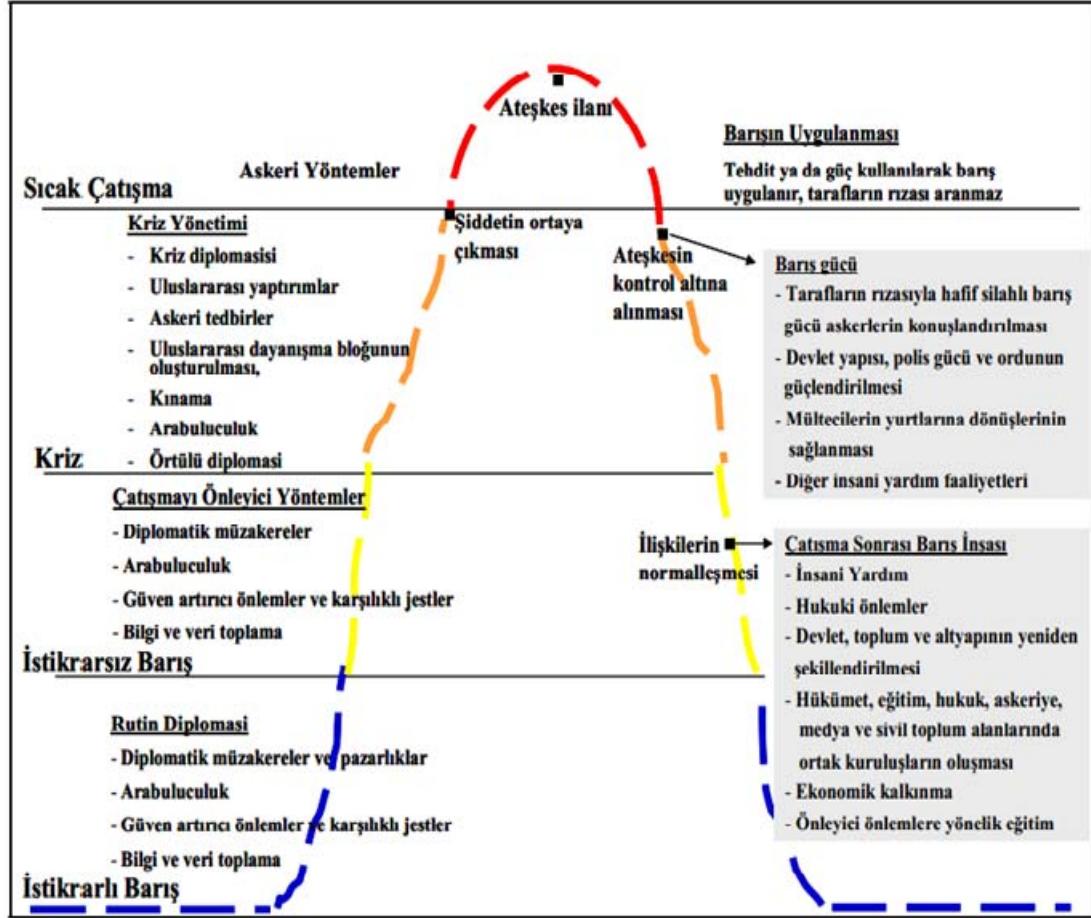 Ateşkes ilanı
Askeri Yöntemler
Sıcak Çatışma
Barışın Uygulanması
Tehdit ya da güç kullanılarak barış
uygulanır, tarafların rızası aranmaz
Kriz Yönetimi
- Kriz diplomasisi
- Uluslararası yaptırımlar
- Askeri tedbirler
- Uluslararası dayanışma bloğunun
oluşturulması,
- Kınama
- Arabuluculuk
- Örtülü diplomasi
Kriz
Şiddetin ortaya
çıkması
Ateşkesin
kontrol altına
alınması
Barış gücü
- Tarafların rızasıyla hafif silahlı barış
gücü askerlerin konuşlandırılması
- Devlet yapısı, polis gücü ve ordunun
güçlendirilmesi
- Mültecilerin yurtlarına dönüşlerinin
sağlanması
- Diğer insani yardım faaliyetleri
Çatışmayı Önleyici Yöntemler
- Diplomatik müzakereler
- Arabuluculuk
- Güven artırıcı önlemler ve karşılıklı jestler
- Bilgi ve veri toplama
İstikrarsız Barış
İlişkilerin
normalleşmesi
Çatışma Sonrası Barış İnşası
- İnsani Yardım
- Hukuki önlemler
- Devlet, toplum ve altyapının yeniden
şekillendirilmesi
- Hükümet, eğitim, hukuk, askeriye,
medya ve sivil toplum alanlarında
ortak kuruluşların oluşması
- Ekonomik kalkınma
- Önleyici önlemlere yönelik eğitim
Rutin Diplomasi
- Diplomatik müzakereler ve pazarlıklar
- Arabuluculuk
- Güven artırıcı önlemler ve karşılıklı jestler
- Bilgi ve veri toplama
İstikrarlı Barış